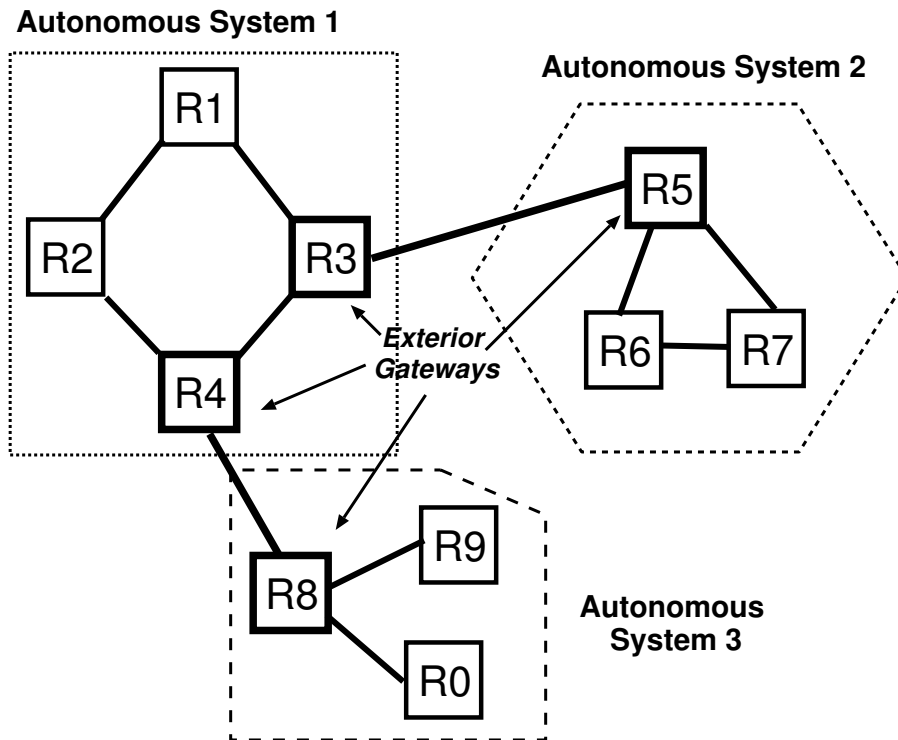 Autonomous System 1
Autonomous System 2
R1
R5
R2
R3
Exterior
Gateways
R6
R7
R4
R9
R8
Autonomous
System 3
R0